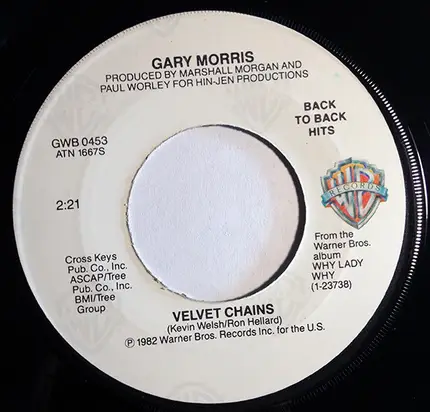 GARY MORRIS
PRODUCED BY MARSHALL MORGAN AND
PAUL WORLEY FOR HIN-JEN PRODUCTIONS
BACK
TO BACK
HITS
GWB 0453
ATN 1667S
2:21
RECORDS
From the
Warner Bros.
album
WHY LADY
WHY
(1-23738)
Cross Keys
Pub. Co., Inc.
ASCAP/Tree
Pub. Co., Inc.
BMI/Tree
Group
VELVET CHAINS
(Kevin Welsh/Ron Hellard)
Ⓟ 1982 Warner Bros. Records Inc. for the U.S.